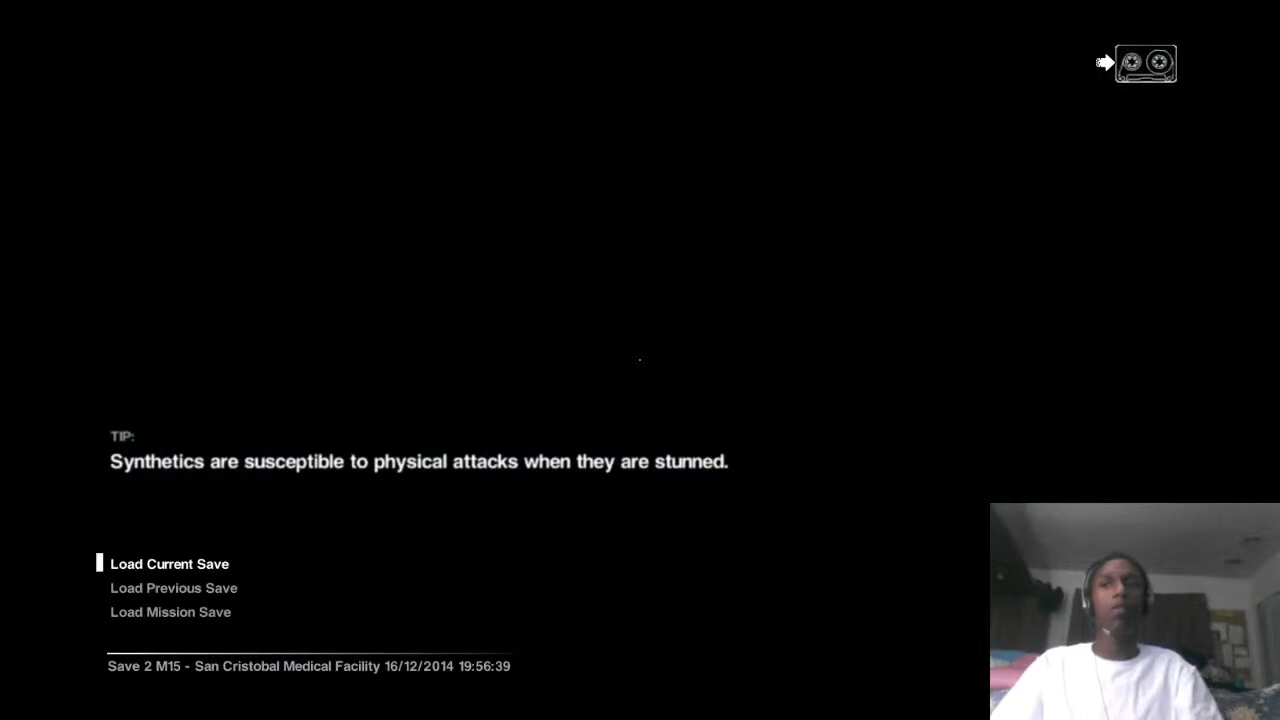 TIP:
Synthetics are susceptible to physical attacks when they are stunned.
Load Current Save
Load Previous Save
Load Mission Save
Save 2 M15 - San Cristobal Medical Facility 16/12/2014 19:56:39